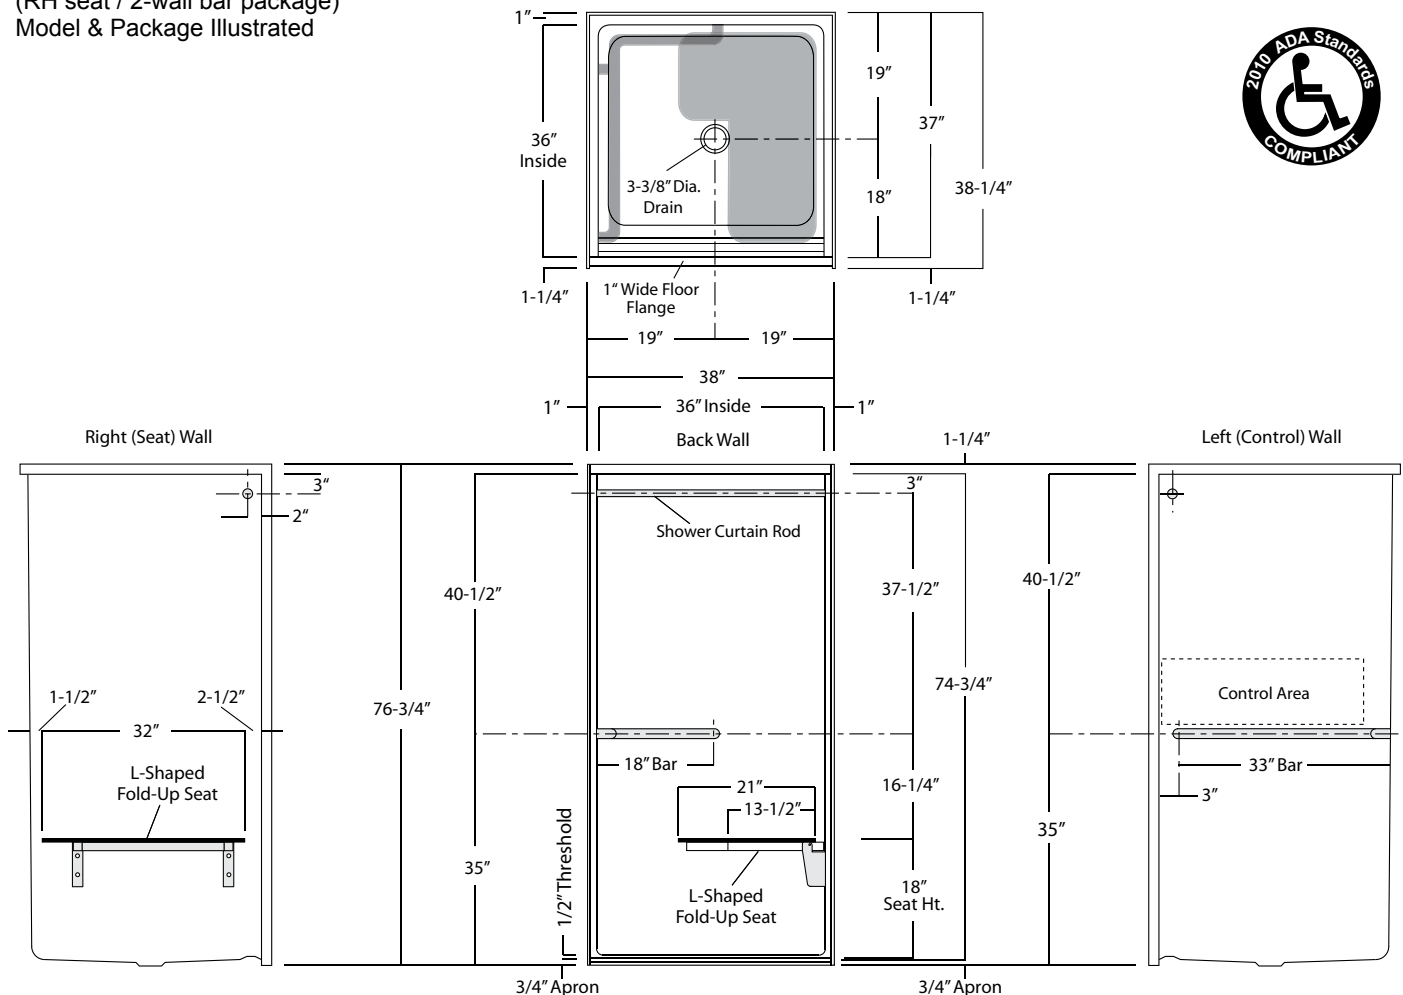 (RH seat / 2-wall bar package)
Model & Package Illustrated
2010 ADA Standards
COMPLIANT
1”
36”
Inside
3-3/8” Dia.
Drain
19”
37”
18”
38-1/4”
1-1/4”
1“ Wide Floor
Flange
1-1/4”
19”
19”
38”
1”
36” Inside
1”
Right (Seat) Wall
Back Wall
1-1/4”
Left (Control) Wall
3“
2“
3“
Shower Curtain Rod
40-1/2”
37-1/2”
40-1/2”
1-1/2”
2-1/2”
32”
76-3/4”
74-3/4”
Control Area
L-Shaped
Fold-Up Seat
18” Bar
21”
13-1/2”
16-1/4”
33” Bar
3”
35”
1/2” Threshold
L-Shaped
Fold-Up Seat
18”
Seat Ht.
35”
3/4” Apron
3/4” Apron